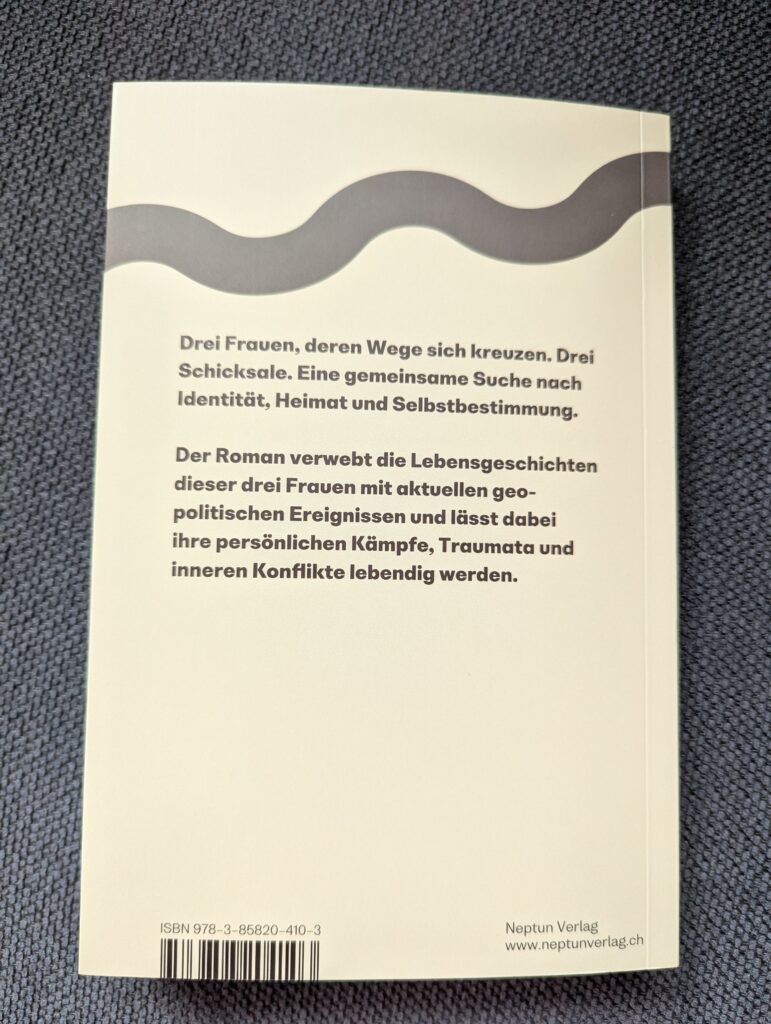 Drei Frauen, deren Wege sich kreuzen. Drei
Schicksale. Eine gemeinsame Suche nach
Identität, Heimat und Selbstbestimmung.
Der Roman verwebt die Lebensgeschichten
dieser drei Frauen mit aktuellen geo-
politischen Ereignissen und lässt dabei
ihre persönlichen Kämpfe, Traumata und
inneren Konflikte lebendig werden.
ISBN 978-3-85820-410-3
Neptun Verlag
www.neptunverlag.ch